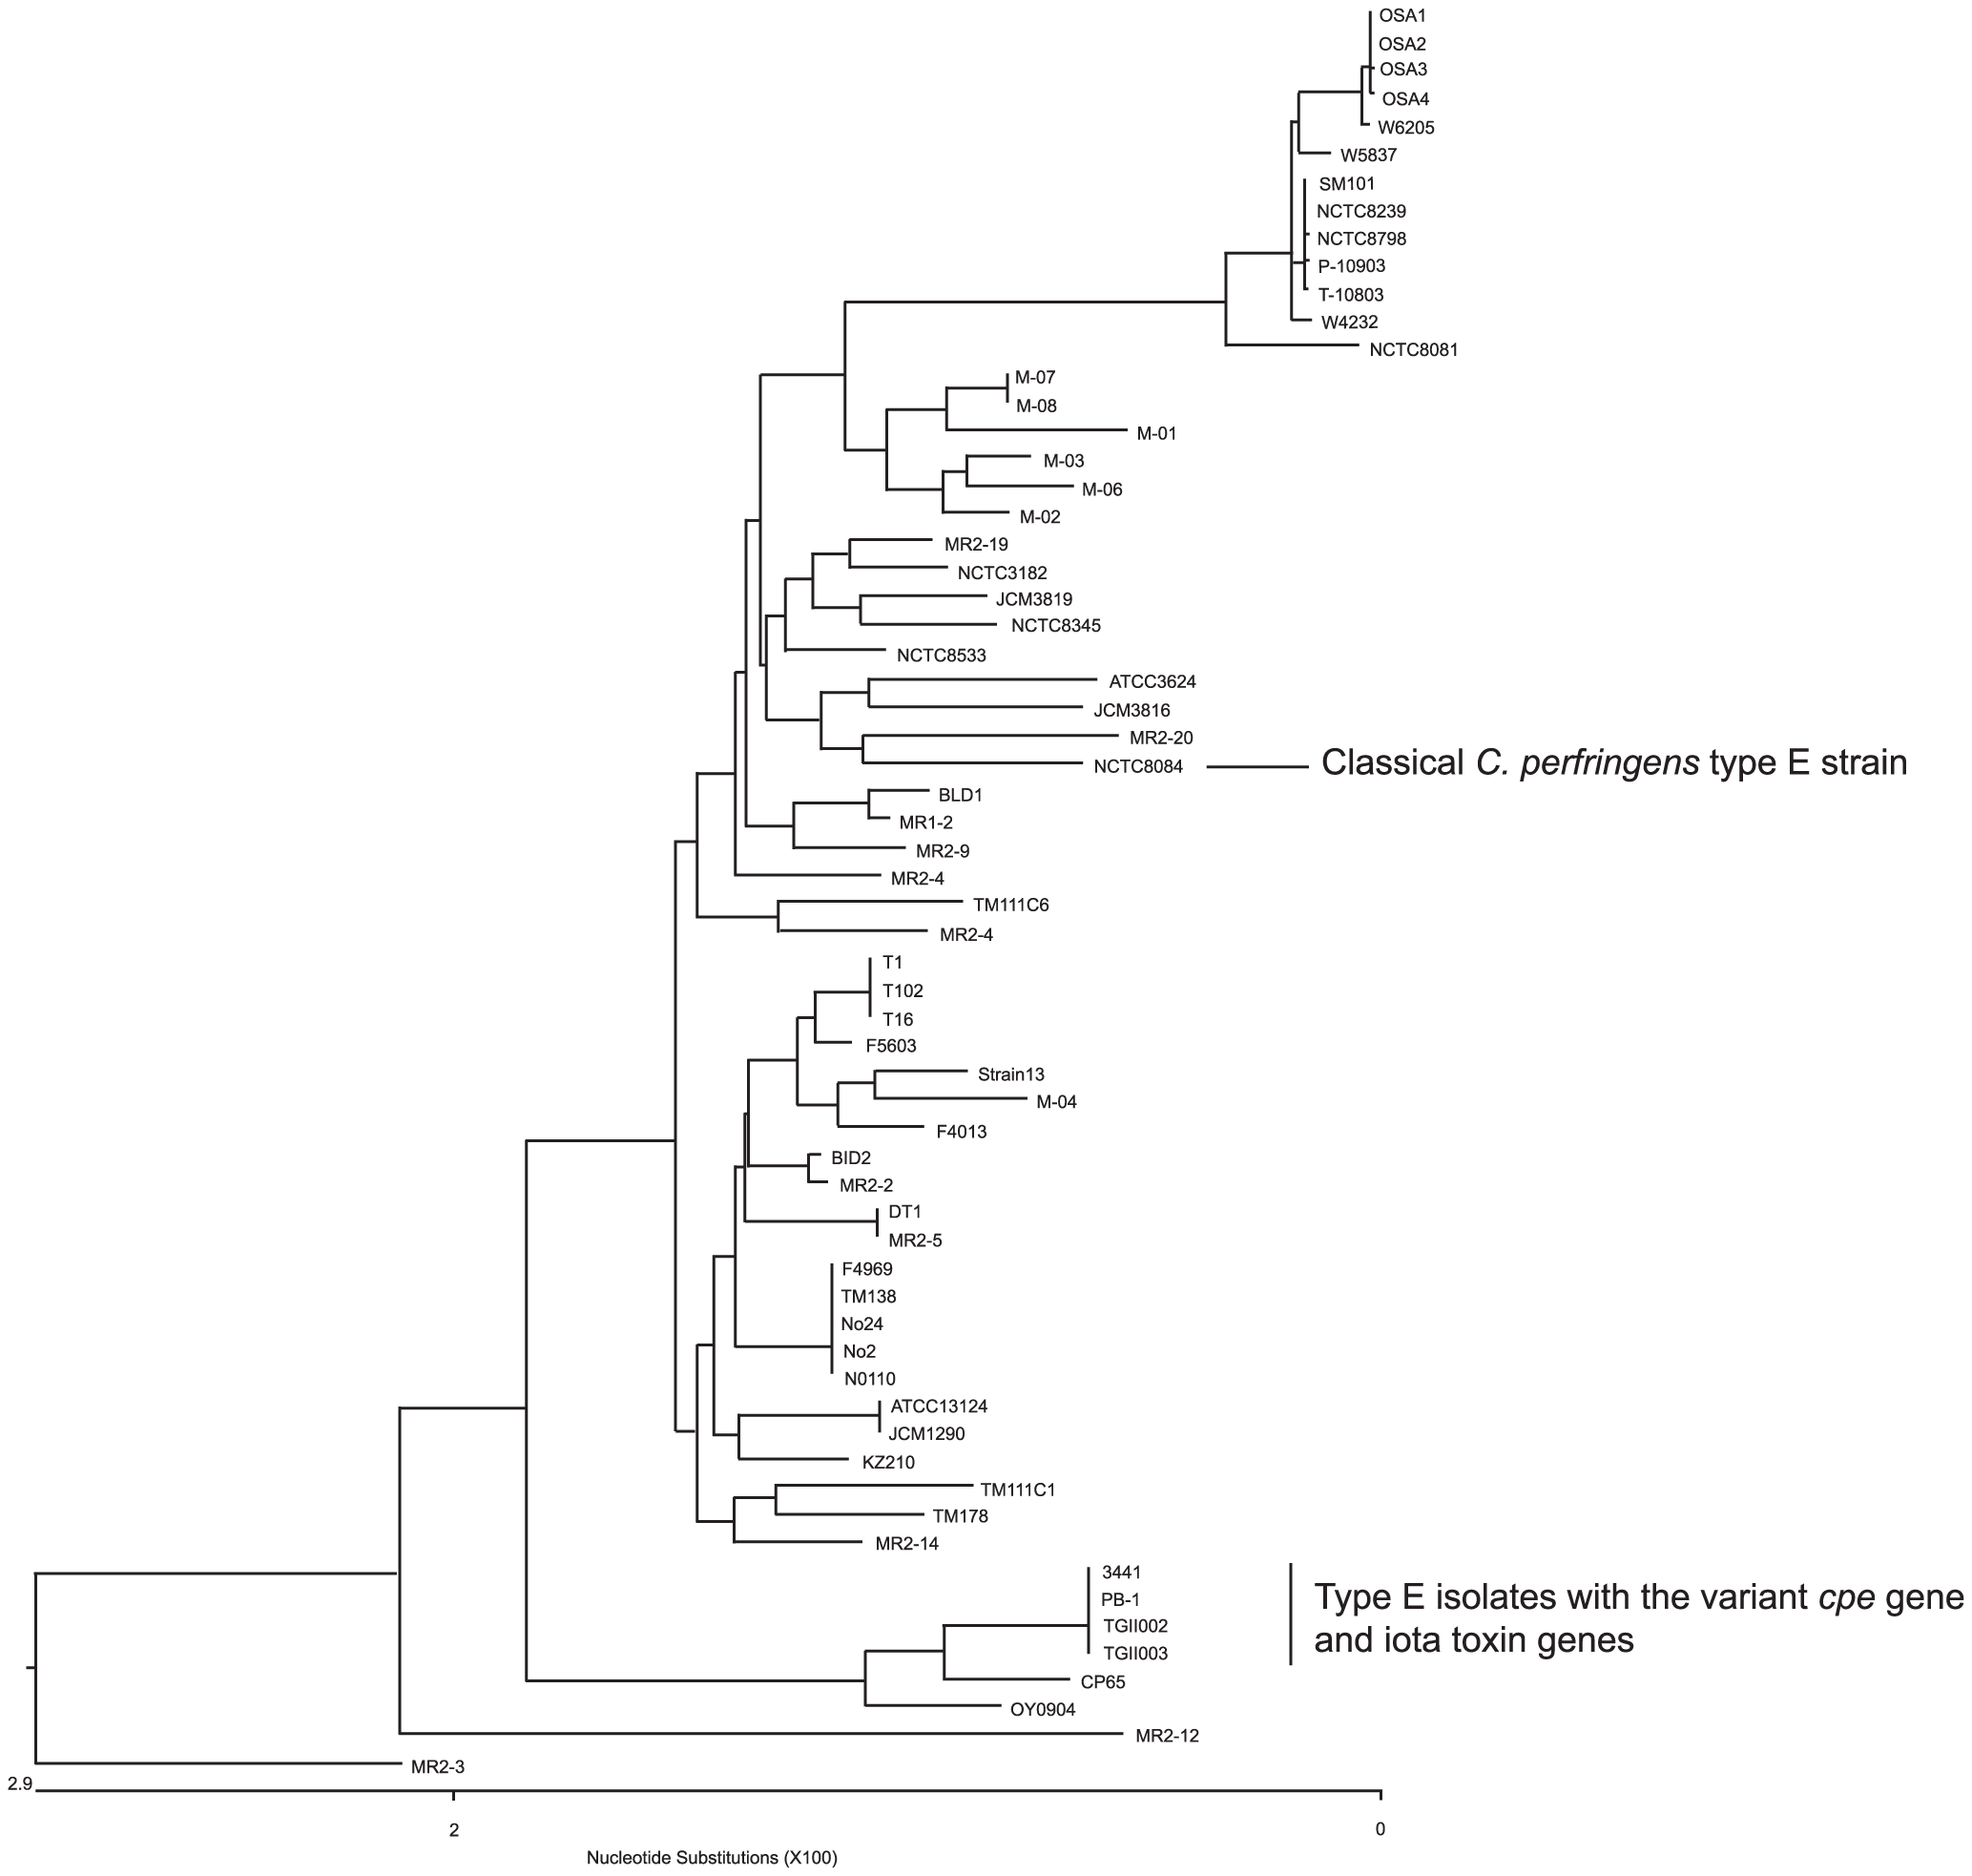 OSA1
OSA2
OSA3
OSA4
W6205
W5837
SM101
NCTC8239
NCTC8798
P-10903
T-10803
W4232
NCTC8081
M-07
M-08
M-01
M-03
M-06
M-02
MR2-19
NCTC3182
JCM3819
NCTC8345
NCTC8533
ATCC3624
JCM3816
MR2-20
NCTC8084
Classical C. perfringens type E strain
BLD1
MR1-2
MR2-9
MR2-4
TM111C6
MR2-4
T1
T102
T16
F5603
Strain13
M-04
F4013
BID2
MR2-2
DT1
MR2-5
F4969
TM138
No24
No2
N0110
ATCC13124
JCM1290
KZ210
TM111C1
TM178
MR2-14
3441
PB-1
TGII002
TGII003
Type E isolates with the variant cpe gene
and iota toxin genes
CP65
OY0904
MR2-12
MR2-3
2.9
2
0
Nucleotide Substitutions (X100)